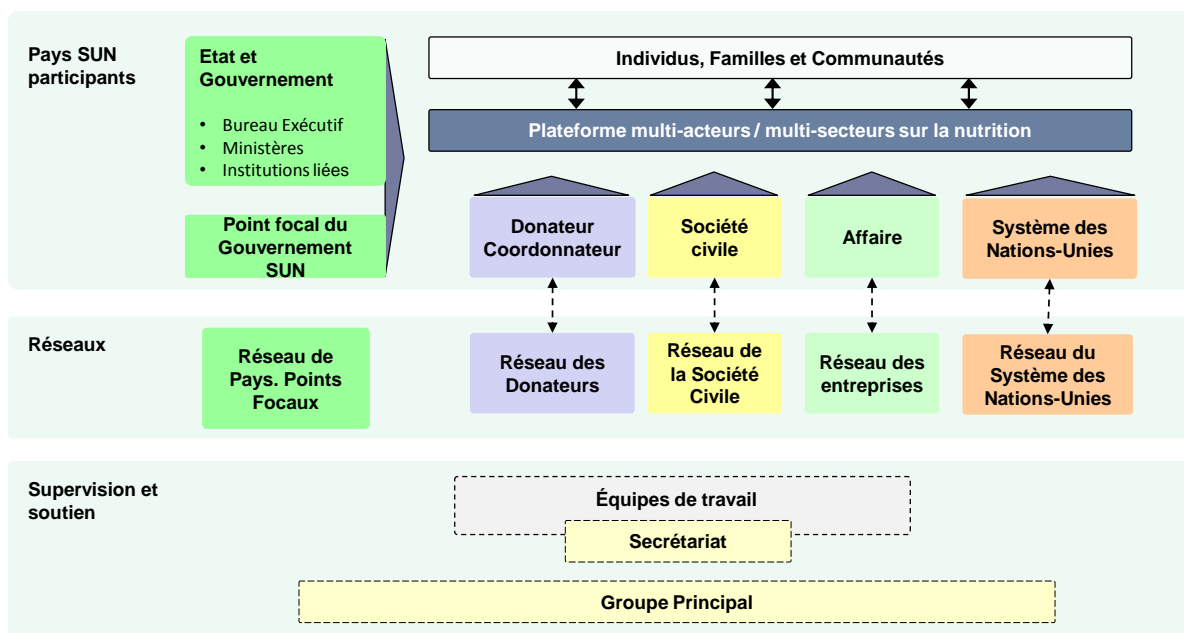 Pays SUN
participants
Etat et
Gouvernement
• Bureau Exécutif
• Ministères
• Institutions liées
Point focal du
Gouvernement
SUN
Individus, Familles et Communautés
Plateforme multi-acteurs / multi-secteurs sur la nutrition
Donateur
Coordonnateur
Société
civile
Affaire
Système des
Nations-Unies
Réseaux
Réseau de
Pays. Points
Focaux
Réseau des
Donateurs
Réseau de
la Société
Civile
Réseau des
entreprises
Réseau du
Système des
Nations-Unies
Supervision et
soutien
Équipes de travail
Secrétariat
Groupe Principal